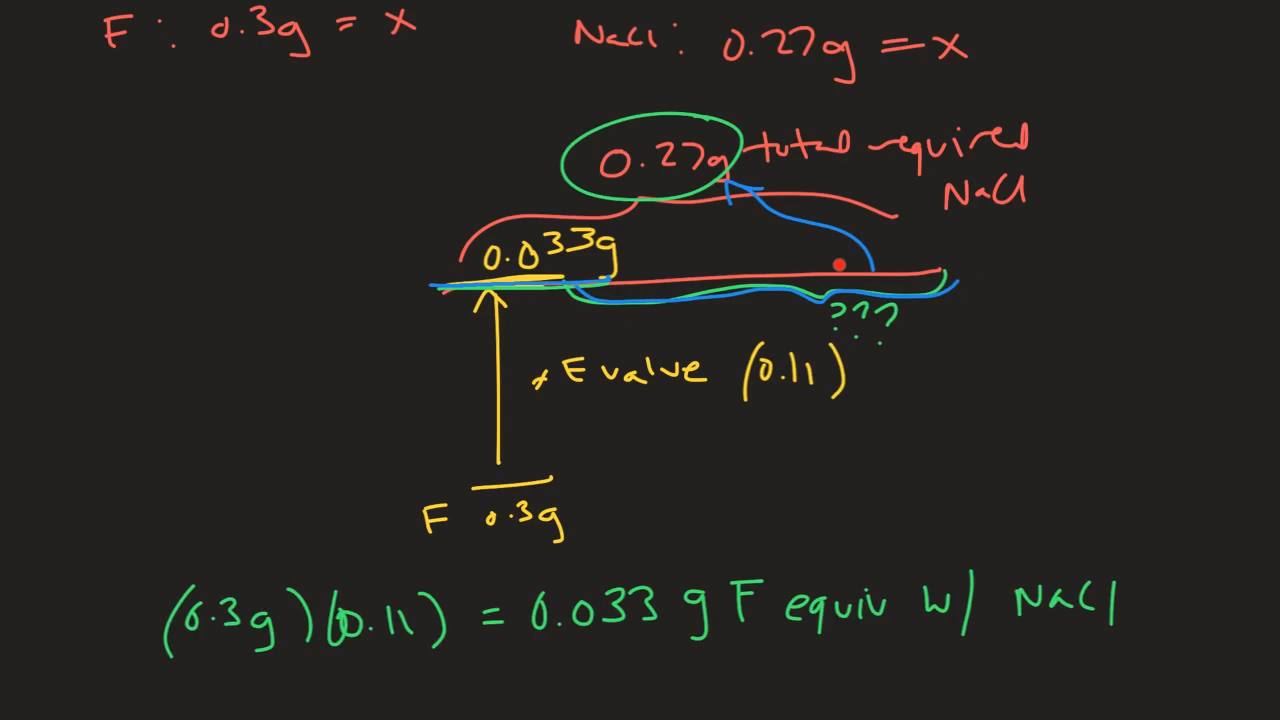 F: 0.3g = x
NaCl: 0.27g = x
0.27g total required
NaCl
0.033g
???
x E value (0.11)
F 0.3g
(0.3g)(0.11) = 0.033 g F equiv w/ NaCl